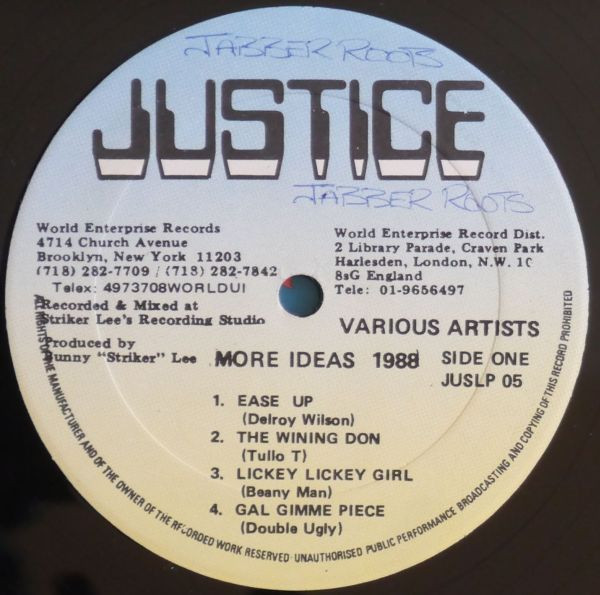 JABBER ROOTS
JUSTICE
JABBER ROOTS
World Enterprise Records
4714 Church Avenue
Brooklyn, New York 11203
(718) 282-7709 / (718) 282-7842
Telex: 4973708WORLDUI
Recorded & Mixed at
Striker Lee's Recording Studio
Produced by
Bunny "Striker" Lee
World Enterprise Record Dist.
2 Library Parade, Craven Park
Harlesden, London, N.W. 10
8sG England
Tele: 01-9656497
VARIOUS ARTISTS
MORE IDEAS 1988
SIDE ONE
JUSLP 05
1. EASE UP
(Delroy Wilson)
2. THE WINING DON
(Tullo T)
3. LICKEY LICKEY GIRL
(Beany Man)
4. GAL GIMME PIECE
(Double Ugly)
ALL RIGHTS OF THE MANUFACTURER AND OF THE OWNER OF THE RECORDED WORK RESERVED · UNAUTHORISED PUBLIC PERFORMANCE BROADCASTING AND COPYING OF THIS RECORD PROHIBITED